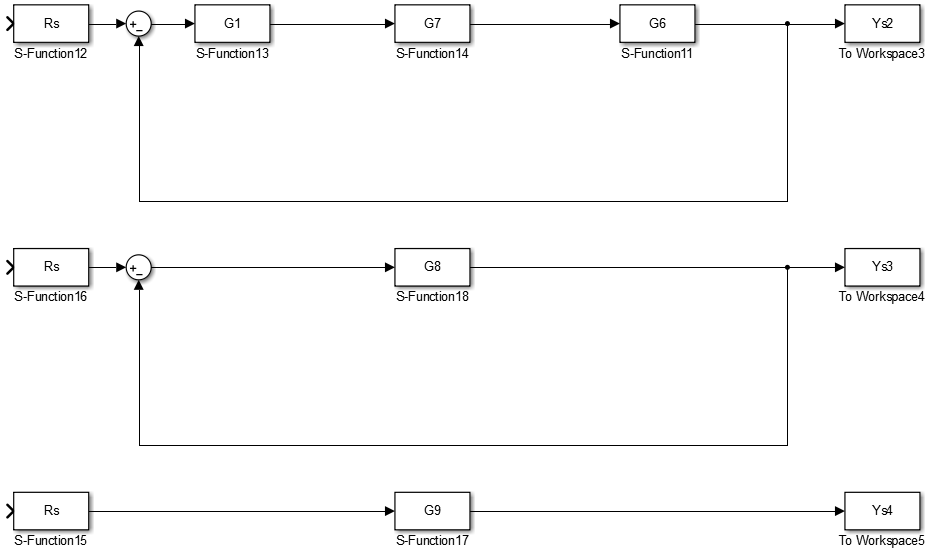 Rs
+
−
G1
G7
G6
Ys2
S-Function12
S-Function13
S-Function14
S-Function11
To Workspace3
Rs
+
−
G8
Ys3
S-Function16
S-Function18
To Workspace4
Rs
G9
Ys4
S-Function15
S-Function17
To Workspace5